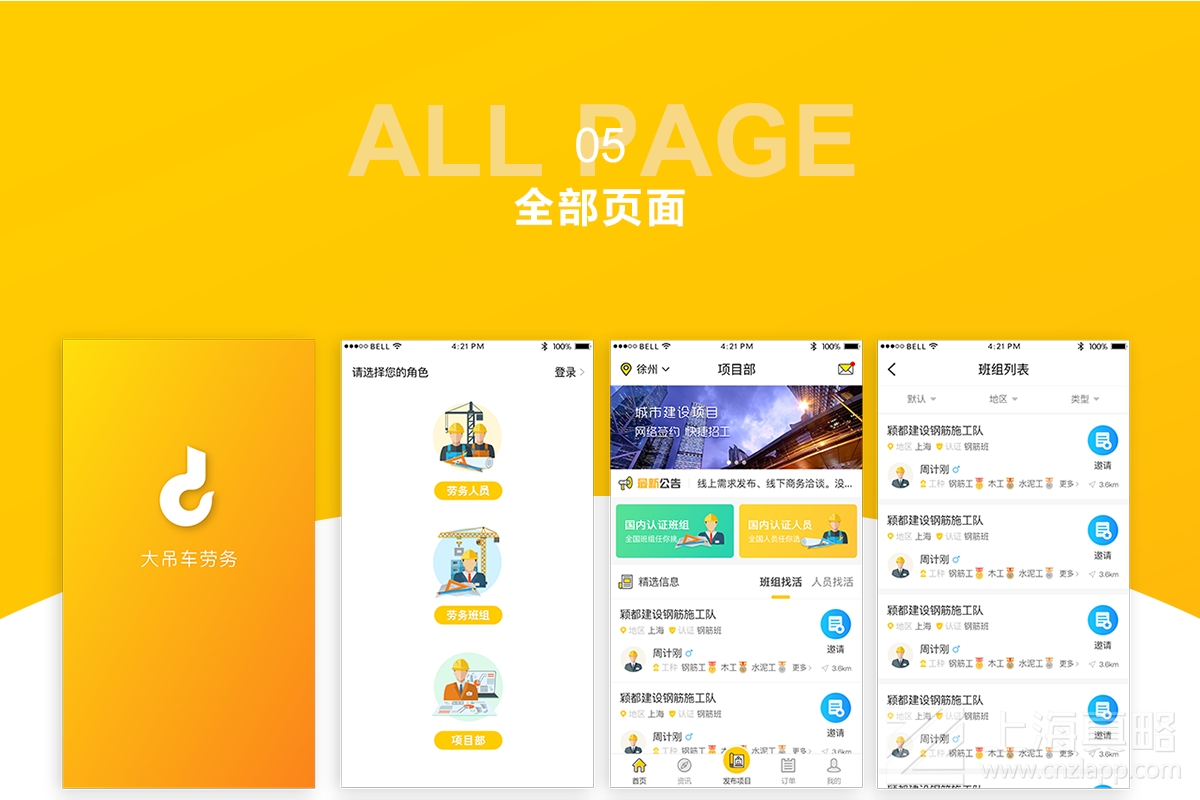 ALL PAGE
05
全部页面
大吊车劳务
BELL 4:21 PM 100%
请选择您的角色 登录
劳务人员
劳务班组
项目部
BELL 4:21 PM 100%
徐州 项目部
城市建设项目
网络签约 快捷招工
最新公告 线上需求发布、线下商务洽谈。没...
国内认证班组 国内认证人员
全国班组任你挑 全国人员任你选
精选信息 班组找活 人员找活
颖都建设钢筋施工队
地区 上海 认证 钢筋班
邀请
周计刚
工种 钢筋工 木工 水泥工 更多 3.6km
颖都建设钢筋施工队
地区 上海 认证 钢筋班
邀请
周计刚
工种 钢筋工 木工 水泥工 更多 3.6km
首页 资讯 发布项目 订单 我的
BELL 4:21 PM 100%
班组列表
默认 地区 类型
颖都建设钢筋施工队
地区 上海 认证 钢筋班
邀请
周计刚
工种 钢筋工 木工 水泥工 更多 3.6km
颖都建设钢筋施工队
地区 上海 认证 钢筋班
邀请
周计刚
工种 钢筋工 木工 水泥工 更多 3.6km
颖都建设钢筋施工队
地区 上海 认证 钢筋班
邀请
周计刚
工种 钢筋工 木工 水泥工 更多 3.6km
颖都建设钢筋施工队
地区 上海 认证 钢筋班
邀请
周计刚
工种 钢筋工 木工 水泥工 更多 3.6km
上海真略
www.cnzlapp.com